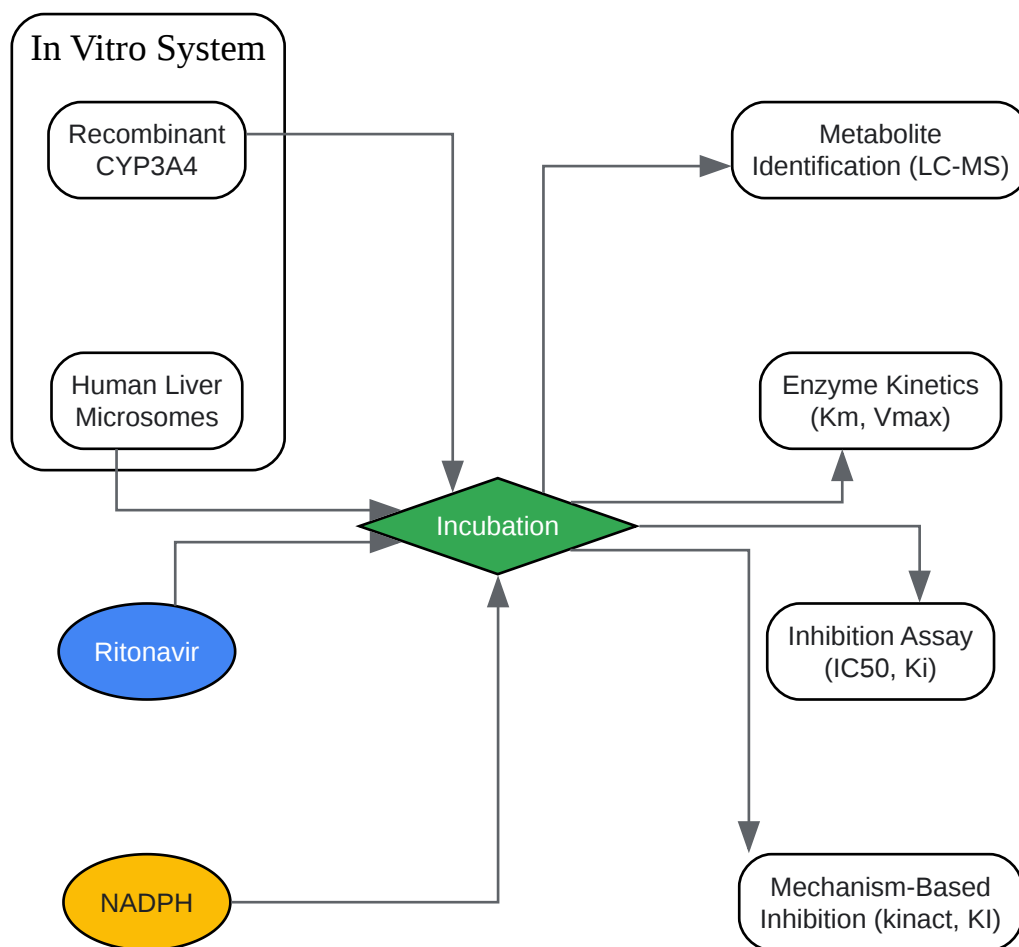 In Vitro System
Recombinant
CYP3A4
Human Liver
Microsomes
Ritonavir
NADPH
Incubation
Metabolite
Identification (LC-MS)
Enzyme Kinetics
(Km, Vmax)
Inhibition Assay
(IC50, Ki)
Mechanism-Based
Inhibition (kinact, KI)